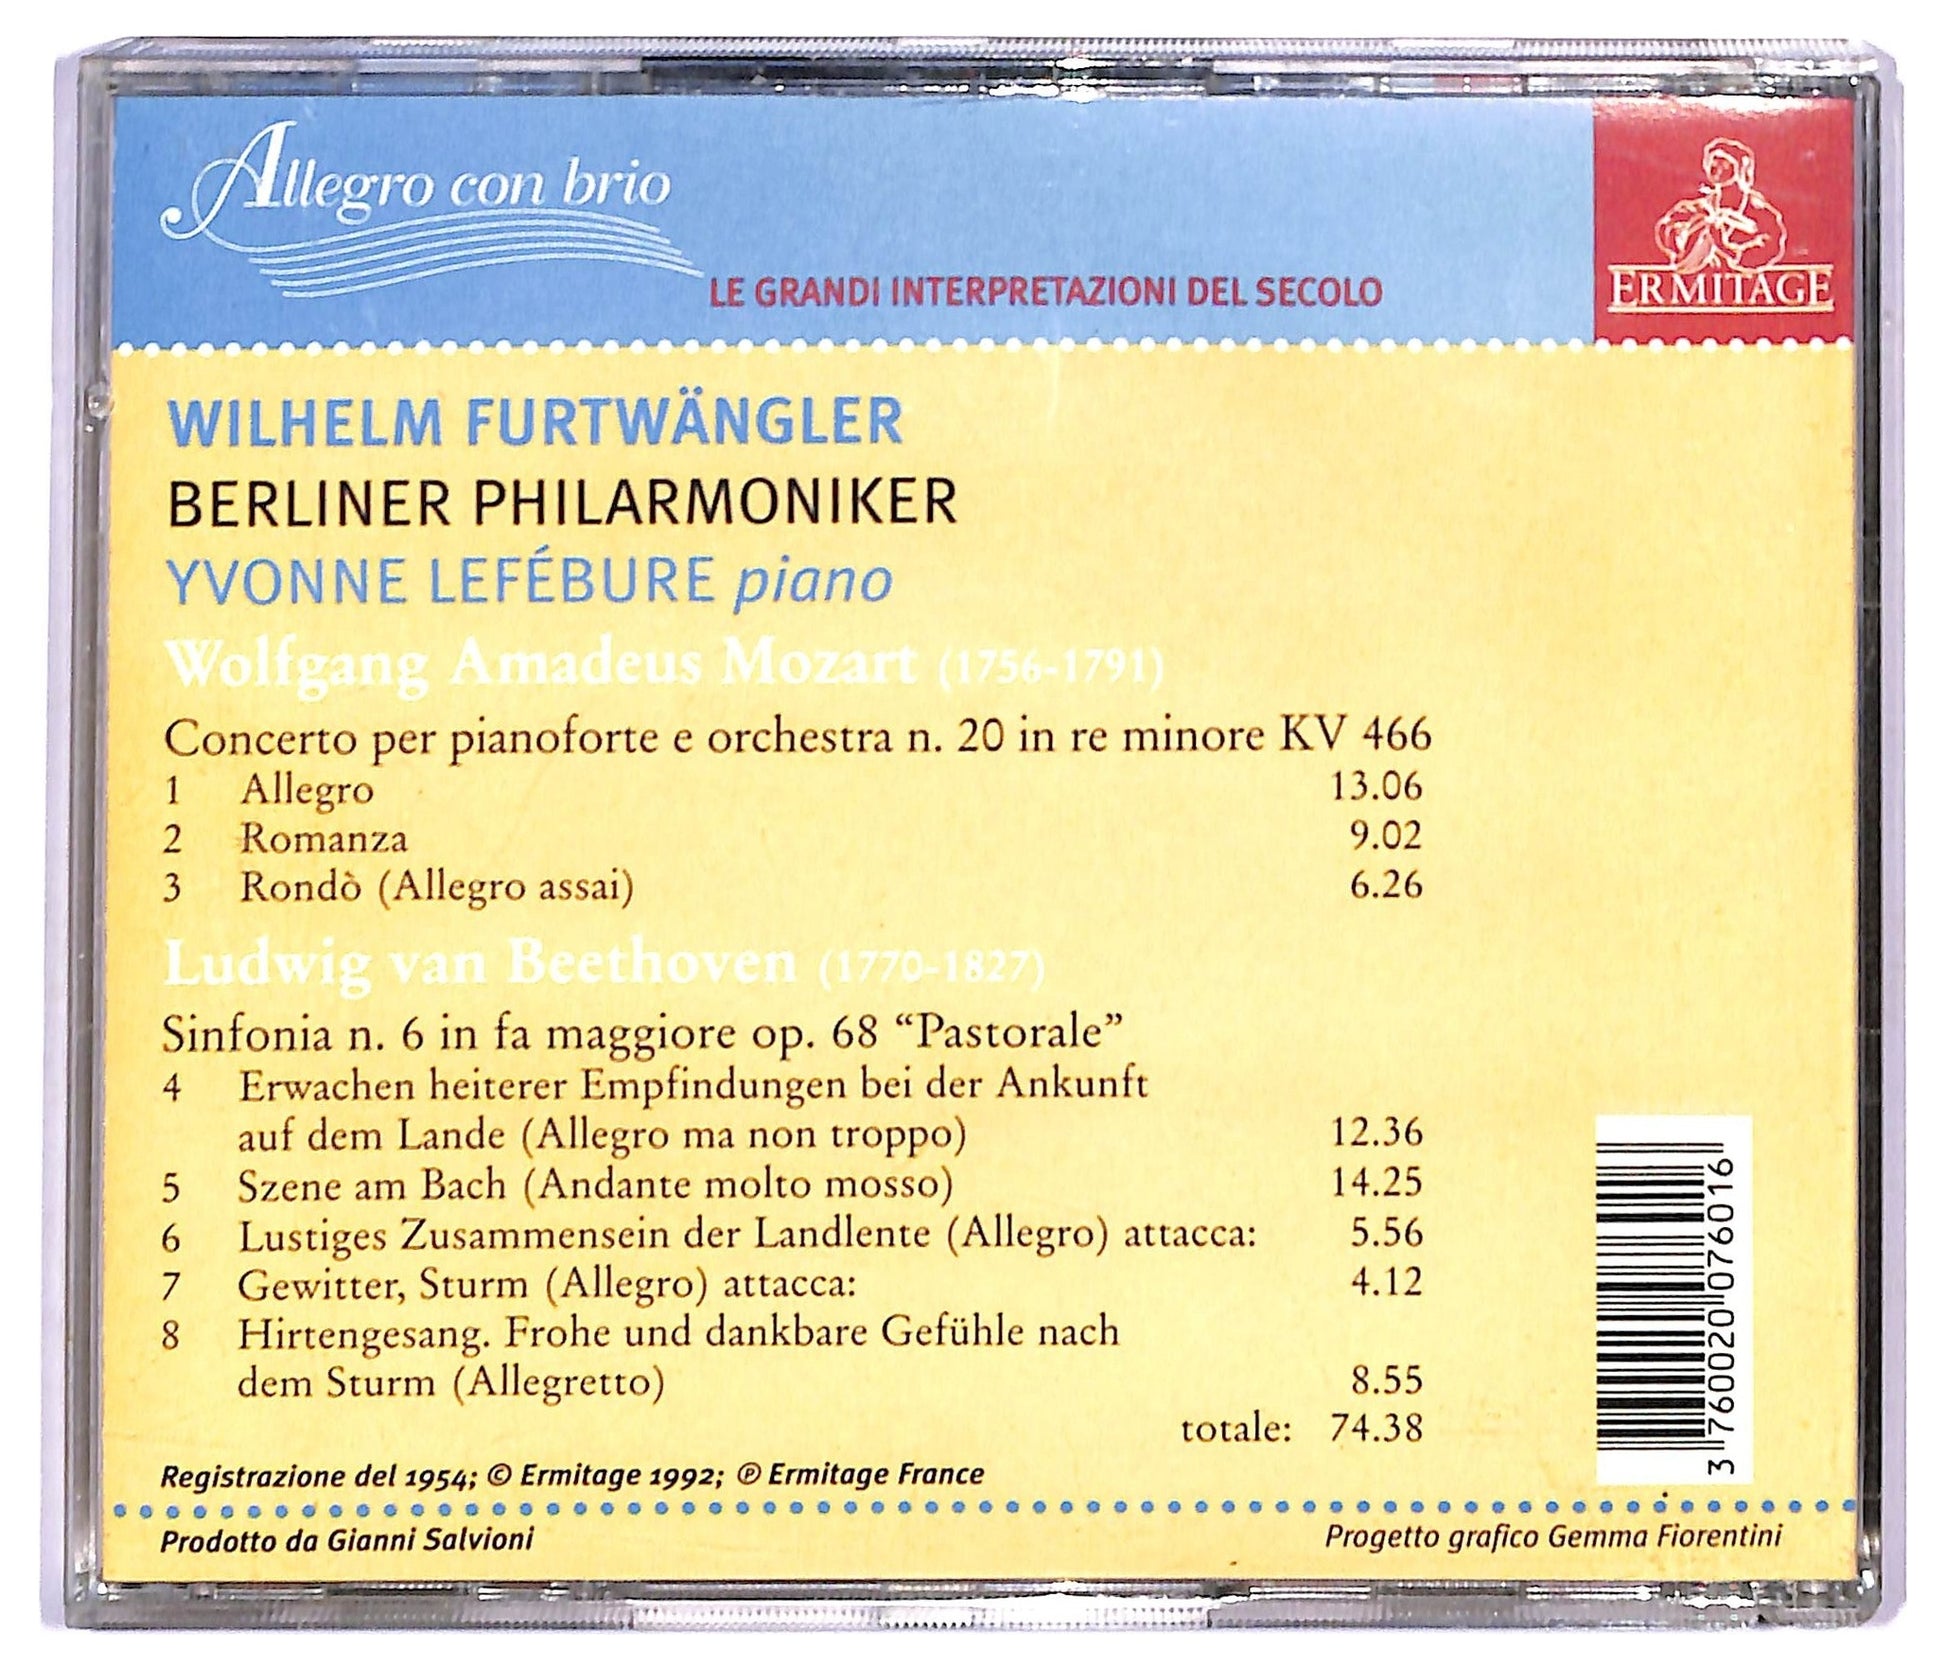 Allegro con brio
LE GRANDI INTERPRETAZIONI DEL SECOLO
ERMITAGE
WILHELM FURTWÄNGLER
BERLINER PHILARMONIKER
YVONNE LEFÉBURE piano
Wolfgang Amadeus Mozart (1756-1791)
Concerto per pianoforte e orchestra n. 20 in re minore KV 466
1 Allegro 13.06
2 Romanza 9.02
3 Rondò (Allegro assai) 6.26
Ludwig van Beethoven (1770-1827)
Sinfonia n. 6 in fa maggiore op. 68 “Pastorale”
4 Erwachen heiterer Empfindungen bei der Ankunft
auf dem Lande (Allegro ma non troppo) 12.36
5 Szene am Bach (Andante molto mosso) 14.25
6 Lustiges Zusammensein der Landlente (Allegro) attacca: 5.56
7 Gewitter, Sturm (Allegro) attacca: 4.12
8 Hirtengesang. Frohe und dankbare Gefühle nach
dem Sturm (Allegretto) 8.55
totale: 74.38
Registrazione del 1954; © Ermitage 1992; ℗ Ermitage France
Prodotto da Gianni Salvioni
Progetto grafico Gemma Fiorentini
3 760020 076016